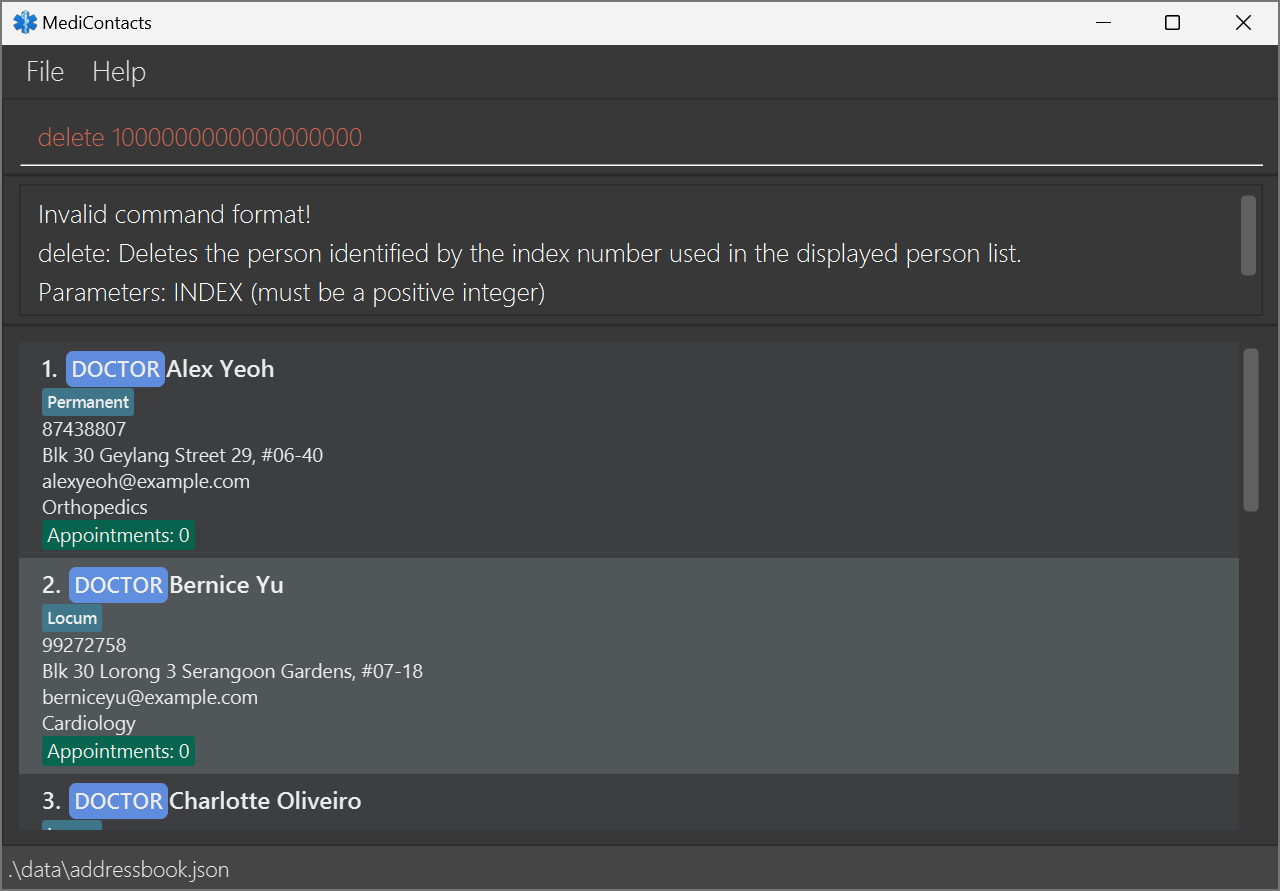 MediContacts
File Help
delete 1000000000000000000
Invalid command format!
delete: Deletes the person identified by the index number used in the displayed person list.
Parameters: INDEX (must be a positive integer)
1. DOCTOR Alex Yeoh
Permanent
87438807
Blk 30 Geylang Street 29, #06-40
alexyeoh@example.com
Orthopedics
Appointments: 0
2. DOCTOR Bernice Yu
Locum
99272758
Blk 30 Lorong 3 Serangoon Gardens, #07-18
berniceyu@example.com
Cardiology
Appointments: 0
3. DOCTOR Charlotte Oliveiro
.\data\addressbook.json